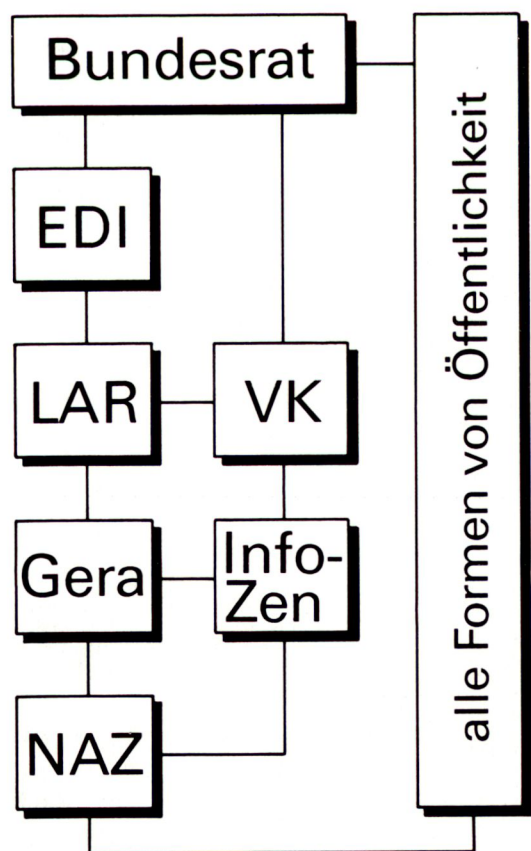 Bundesrat
EDI
LAR
VK
Gera
Info-
Zen
NAZ
alle Formen von Öffentlichkeit